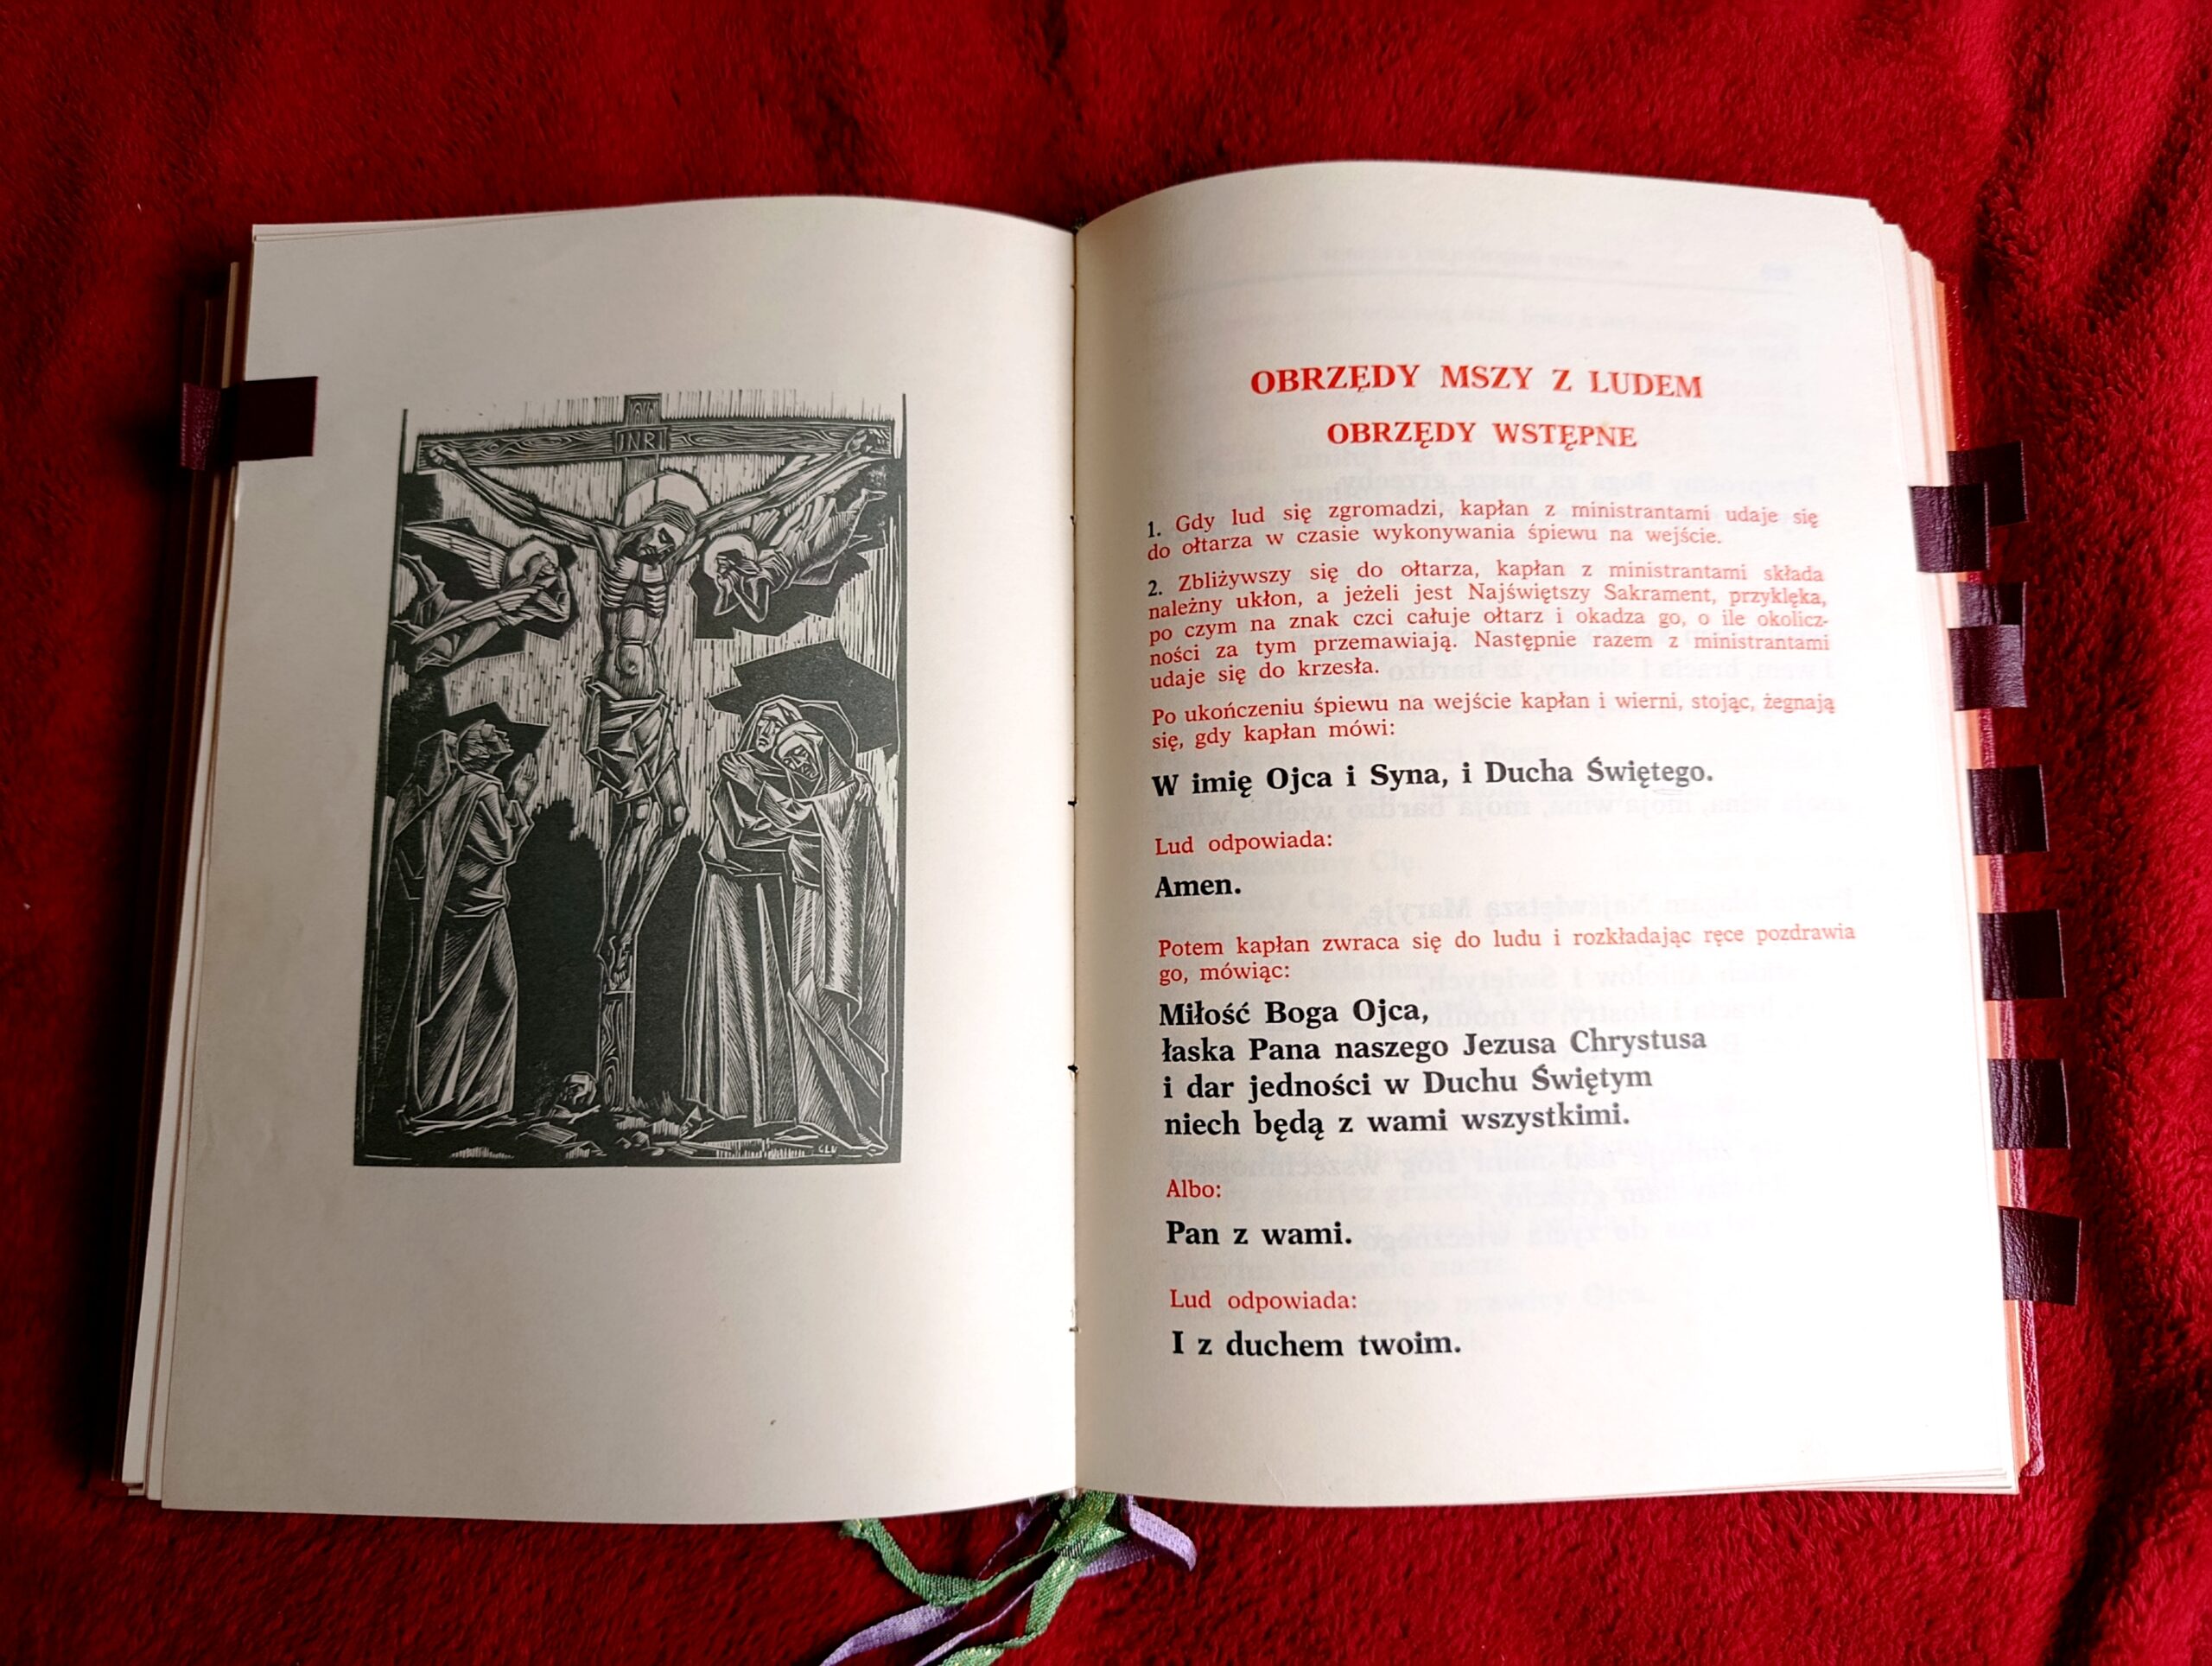 INRI
OBRZĘDY MSZY Z LUDEM
OBRZĘDY WSTĘPNE
1. Gdy lud się zgromadzi, kapłan z ministrantami udaje się
do ołtarza w czasie wykonywania śpiewu na wejście.
2. Zbliżywszy się do ołtarza, kapłan z ministrantami składa
należny ukłon, a jeżeli jest Najświętszy Sakrament, przyklęka,
po czym na znak czci całuje ołtarz i okadza go, o ile okolicz-
ności za tym przemawiają. Następnie razem z ministrantami
udaje się do krzesła.
Po ukończeniu śpiewu na wejście kapłan i wierni, stojąc, żegnają
się, gdy kapłan mówi:
W imię Ojca i Syna, i Ducha Świętego.
Lud odpowiada:
Amen.
Potem kapłan zwraca się do ludu i rozkładając ręce pozdrawia
go, mówiąc:
Miłość Boga Ojca,
łaska Pana naszego Jezusa Chrystusa
i dar jedności w Duchu Świętym
niech będą z wami wszystkimi.
Albo:
Pan z wami.
Lud odpowiada:
I z duchem twoim.